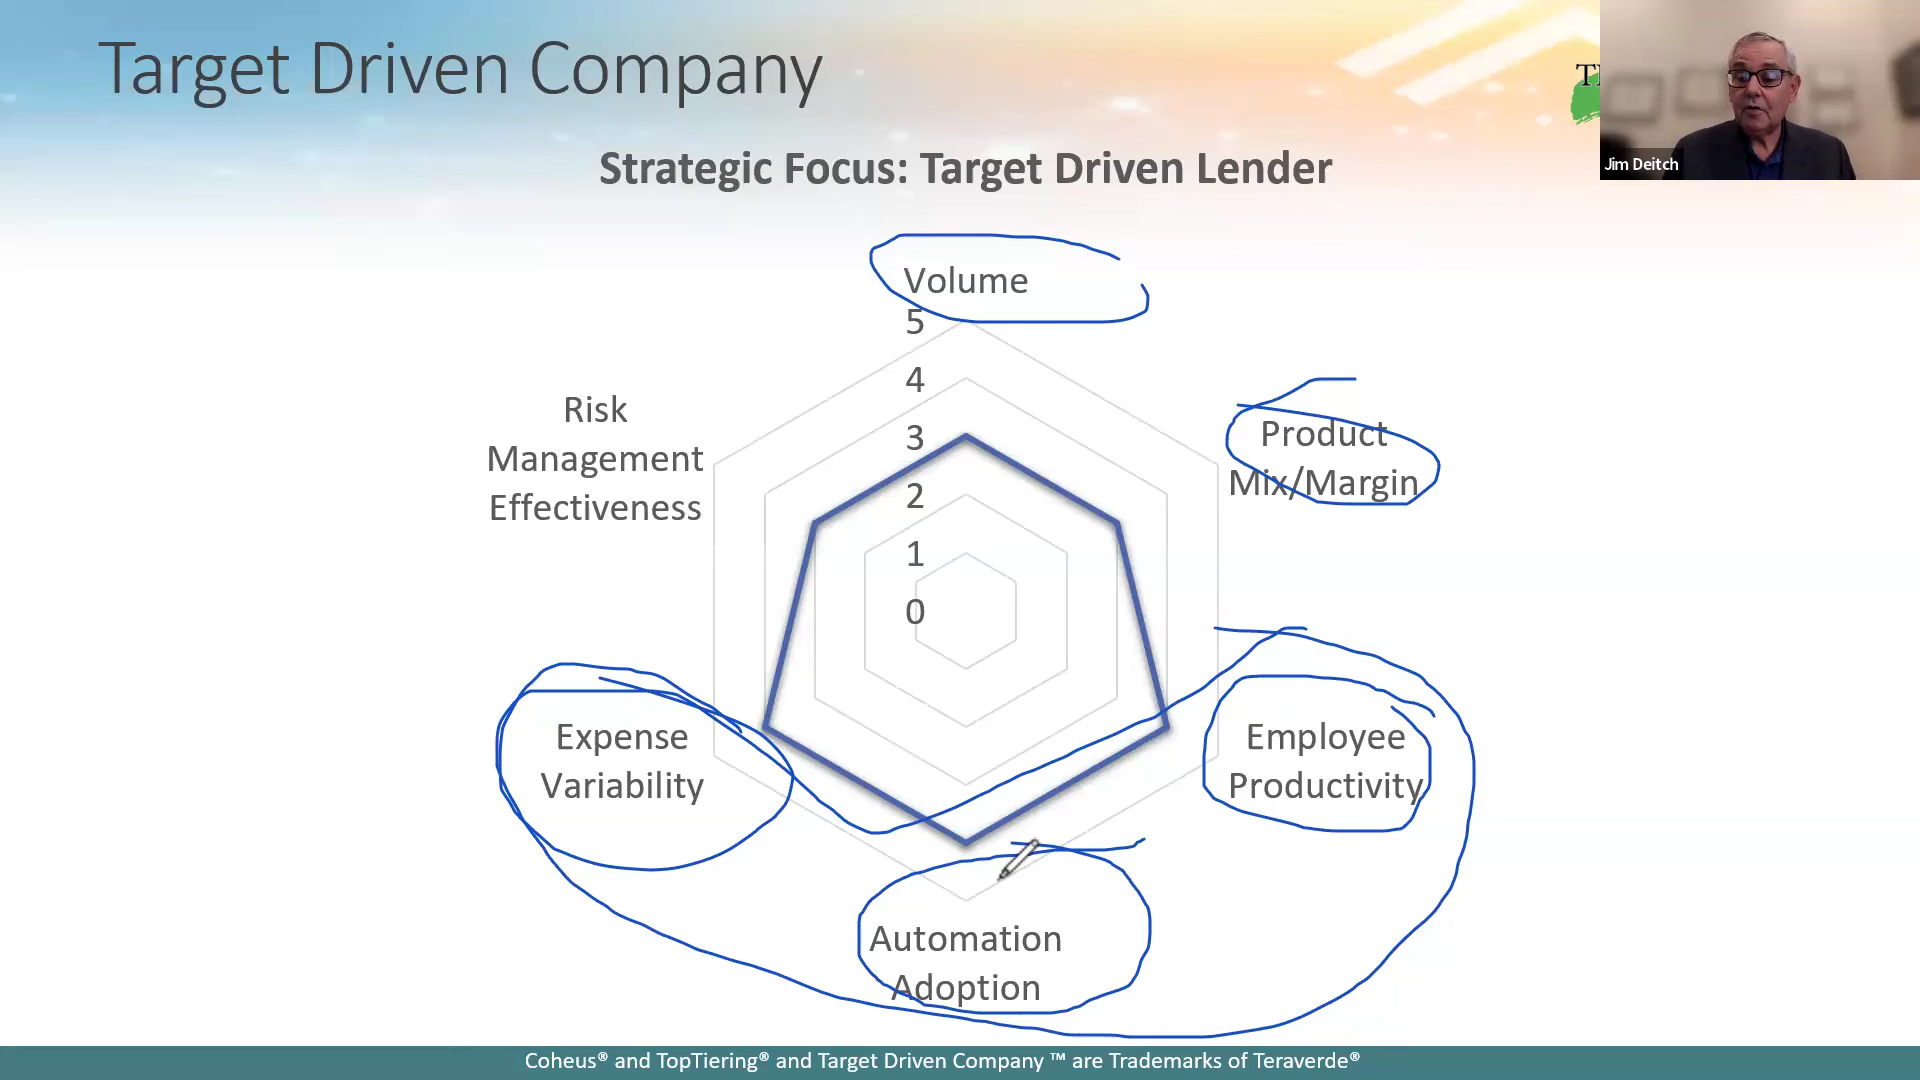 Target Driven Company
Strategic Focus: Target Driven Lender
Jim Deitch
Volume
5
4
3
2
1
0
Product
Mix/Margin
Employee
Productivity
Automation
Adoption
Expense
Variability
Risk
Management
Effectiveness
Coheus® and TopTiering® and Target Driven Company ™ are Trademarks of Teraverde®